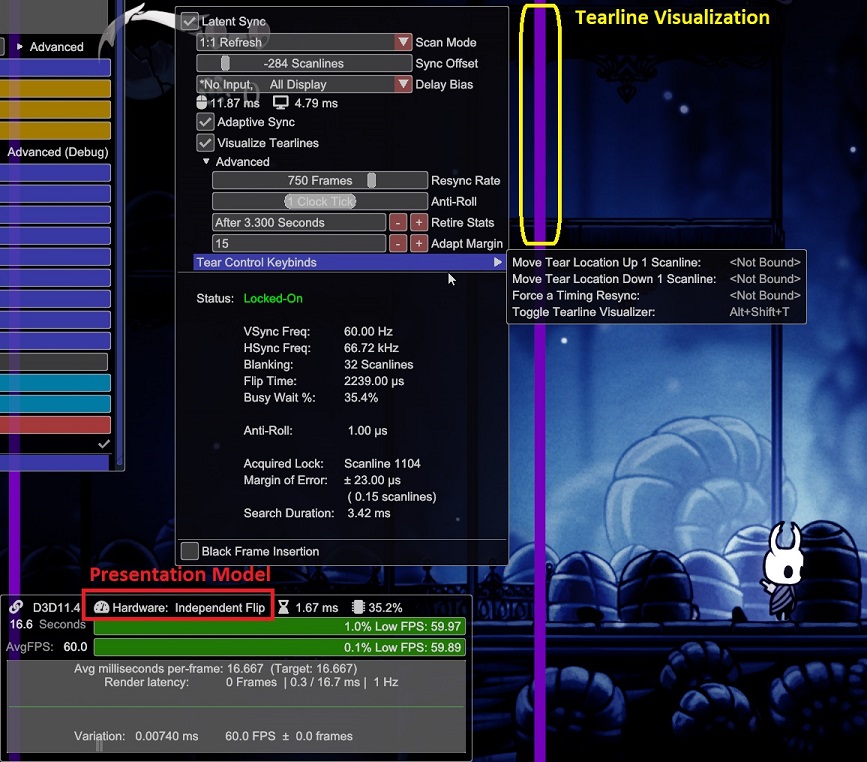 Tearline Visualization
Latent Sync
Advanced
1:1 Refresh Scan Mode
-284 Scanlines Sync Offset
*No Input, All Display Delay Bias
11.87 ms 4.79 ms
Adaptive Sync
Visualize Tearlines
Advanced (Debug)
Advanced
750 Frames Resync Rate
1 Clock Tick Anti-Roll
After 3.300 Seconds - + Retire Stats
15 - + Adapt Margin
Tear Control Keybinds
Move Tear Location Up 1 Scanline: <Not Bound>
Move Tear Location Down 1 Scanline: <Not Bound>
Force a Timing Resync: <Not Bound>
Toggle Tearline Visualizer: Alt+Shift+T
Status: Locked-On
VSync Freq: 60.00 Hz
HSync Freq: 66.72 kHz
Blanking: 32 Scanlines
Flip Time: 2239.00 µs
Busy Wait %: 35.4%
Anti-Roll: 1.00 µs
Acquired Lock: Scanline 1104
Margin of Error: ± 23.00 µs
( 0.15 scanlines)
Search Duration: 3.42 ms
Black Frame Insertion
Presentation Model
D3D11.4 Hardware: Independent Flip 1.67 ms 35.2%
16.6 Seconds 1.0% Low FPS: 59.97
AvgFPS: 60.0 0.1% Low FPS: 59.89
Avg milliseconds per-frame: 16.667 (Target: 16.667)
Render latency: 0 Frames | 0.3 / 16.7 ms | 1 Hz
Variation: 0.00740 ms 60.0 FPS ± 0.0 frames